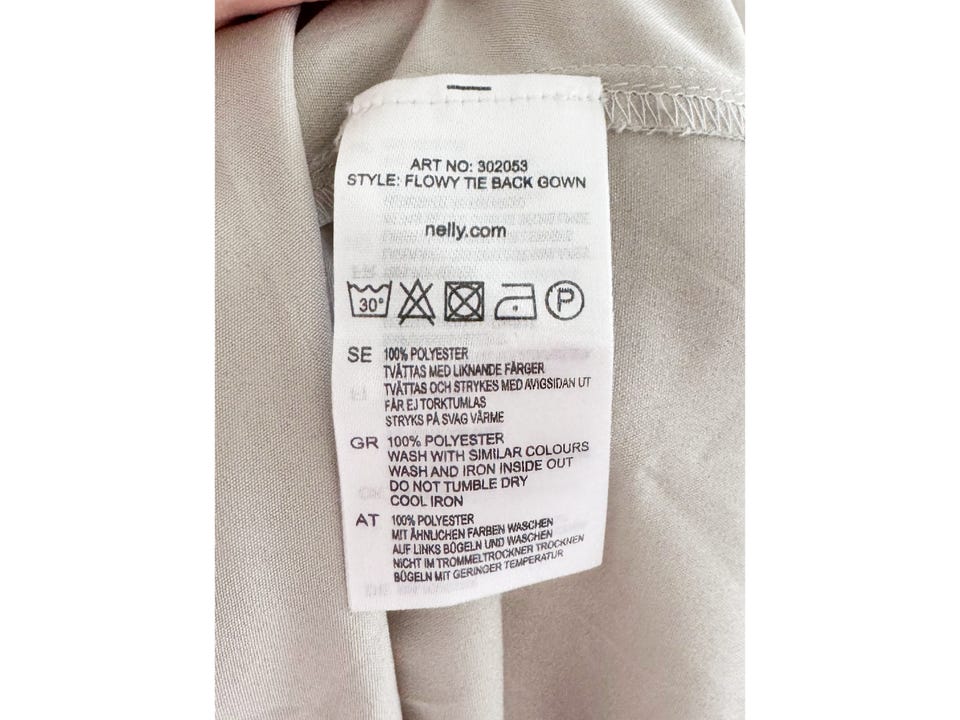 ART NO: 302053
STYLE: FLOWY TIE BACK GOWN
nelly.com
30° P
SE 100% POLYESTER
TVÄTTAS MED LIKNANDE FÄRGER
TVÄTTAS OCH STRYKES MED AVIGSIDAN UT
FÅR EJ TORKTUMLAS
STRYKS PÅ SVAG VÄRME
GR 100% POLYESTER
WASH WITH SIMILAR COLOURS
WASH AND IRON INSIDE OUT
DO NOT TUMBLE DRY
COOL IRON
AT 100% POLYESTER
MIT ÄHNLICHEN FARBEN WASCHEN
AUF LINKS BÜGELN UND WASCHEN
NICHT IM TROMMELTROCKNER TROCKNEN
BÜGELN MIT GERINGER TEMPERATUR